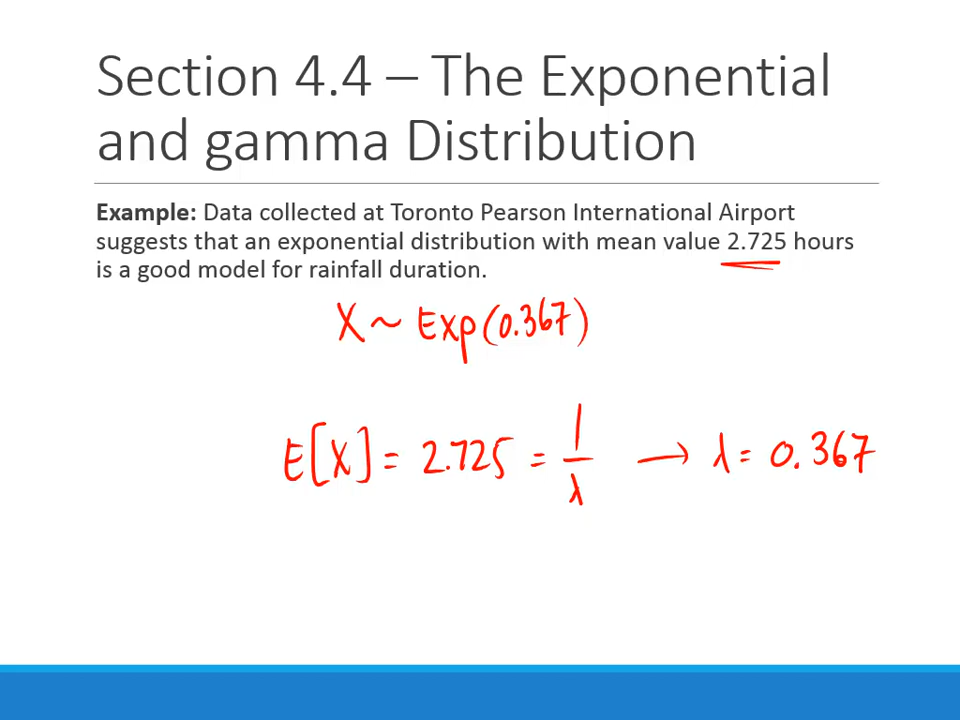 Section 4.4 – The Exponential
and gamma Distribution
Example: Data collected at Toronto Pearson International Airport
suggests that an exponential distribution with mean value 2.725 hours
is a good model for rainfall duration.
X ~ Exp(0.367)
E[X] = 2.725 = 1/λ → λ = 0.367